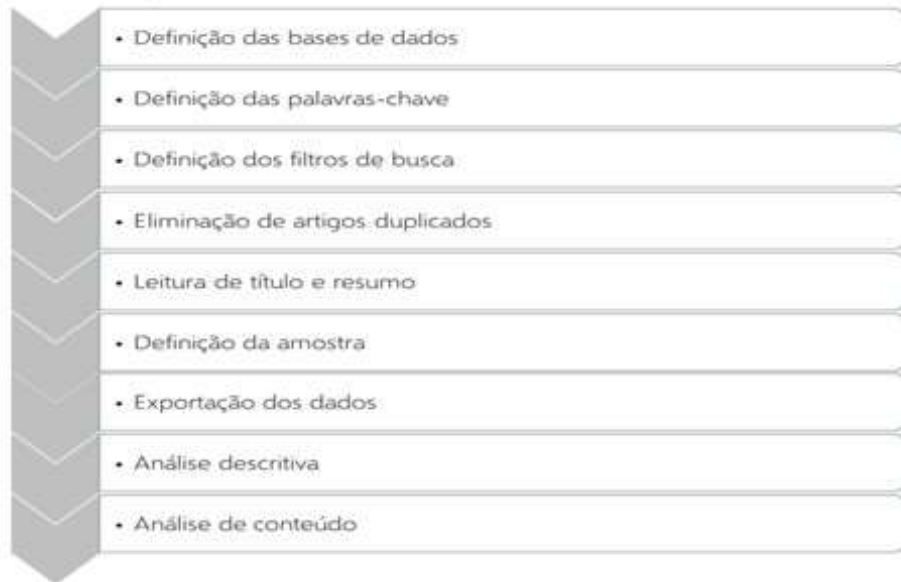 • Definição das bases de dados
• Definição das palavras-chave
• Definição dos filtros de busca
• Eliminação de artigos duplicados
• Leitura de título e resumo
• Definição da amostra
• Exportação dos dados
• Análise descritiva
• Análise de conteúdo